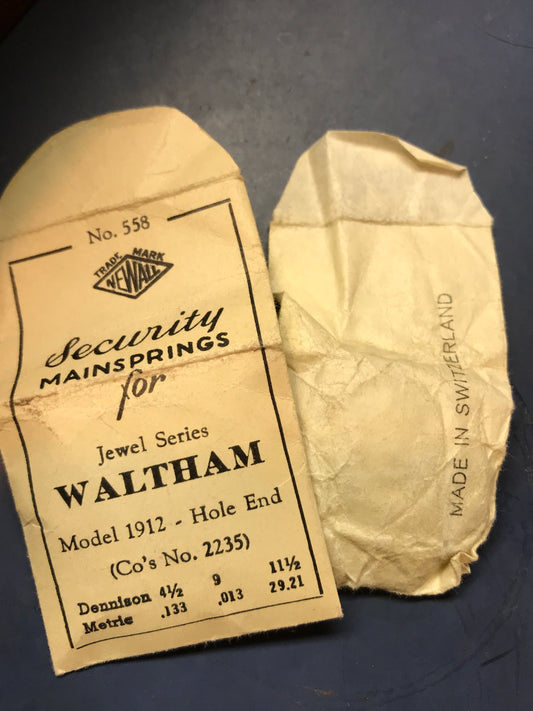 No. 558
TRADE MARK
NEWALL
Security
MAINSPRINGS
for
Jewel Series
WALTHAM
Model 1912 - Hole End
(Co's No. 2235)
Dennison 4½ 9 11½
Metric .133 .013 29.21
MADE IN SWITZERLAND